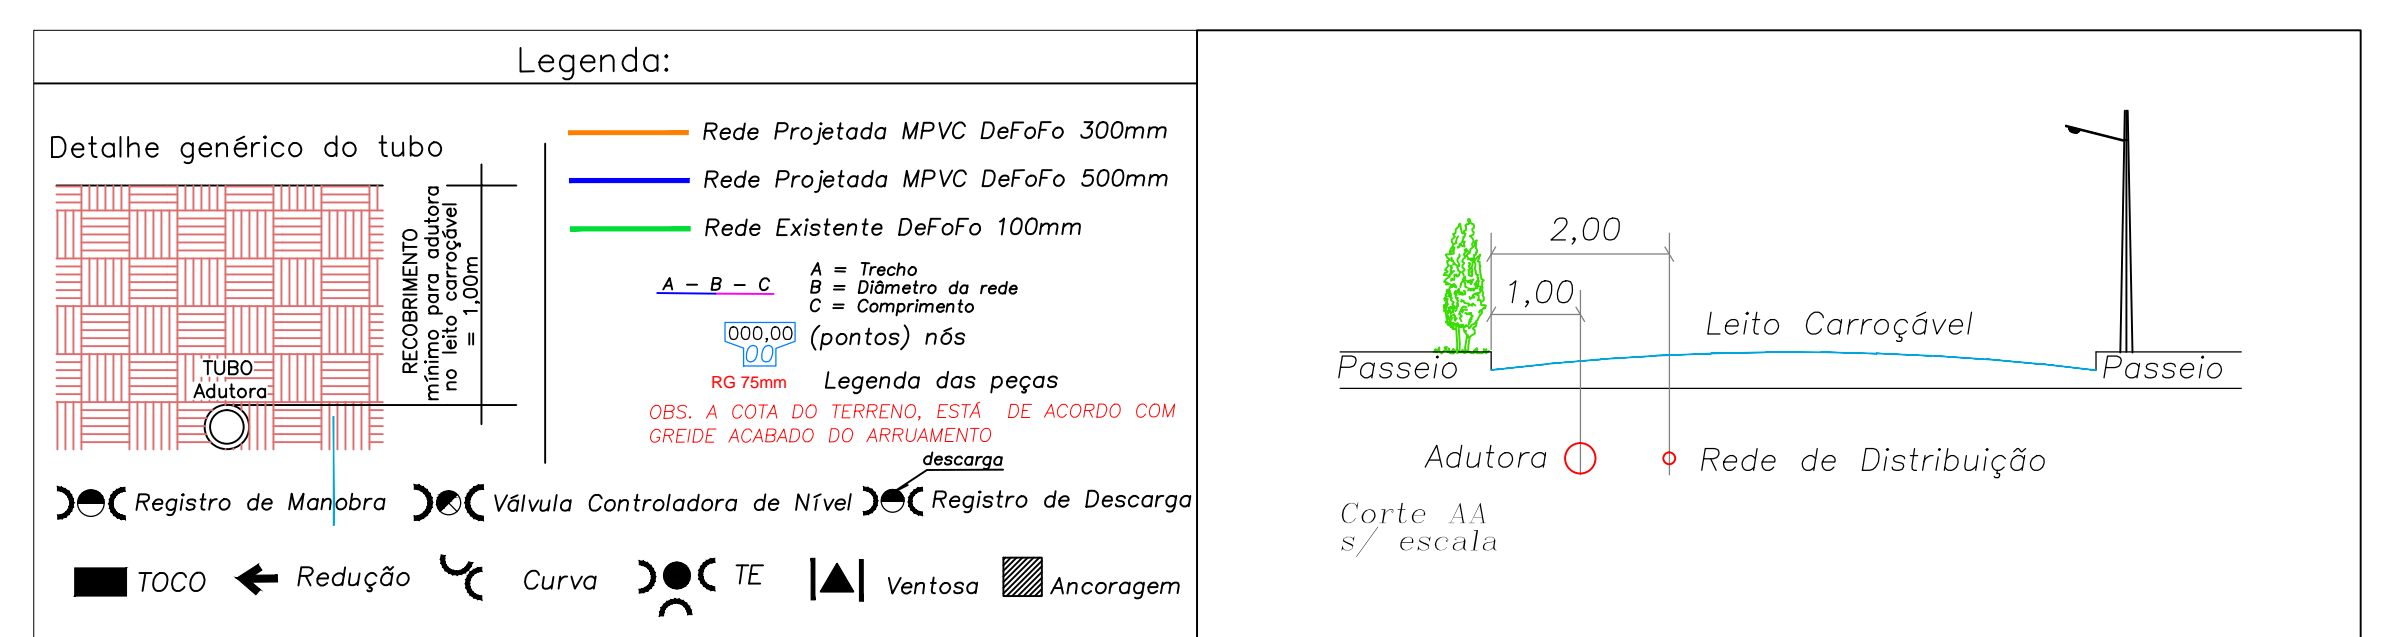 Legenda:
Detalhe genérico do tubo
RECOBRIMENTO
mínimo para adutora
no leito carroçável
= 1,00m
TUBO
Adutora
Rede Projetada MPVC DeFoFo 300mm
Rede Projetada MPVC DeFoFo 500mm
Rede Existente DeFoFo 100mm
A - B - C
A = Trecho
B = Diâmetro da rede
C = Comprimento
000,00
00
(pontos) nós
RG 75mm
Legenda das peças
OBS. A COTA DO TERRENO, ESTÁ DE ACORDO COM
GREIDE ACABADO DO ARRUAMENTO
descarga
Registro de Manobra
Válvula Controladora de Nível
Registro de Descarga
TOCO
Redução
Curva
TE
Ventosa
Ancoragem
2,00
1,00
Leito Carroçável
Passeio
Passeio
Adutora
Rede de Distribuição
Corte AA
s/ escala